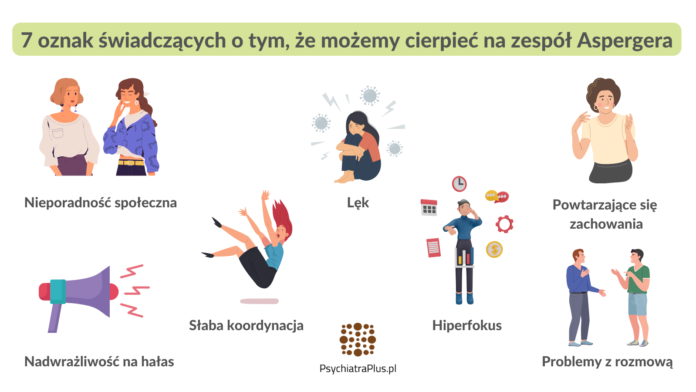 7 oznak świadczących o tym, że możemy cierpieć na zespół Aspergera
Nieporadność społeczna
Lęk
Powtarzające się
zachowania
Nadwrażliwość na hałas
Słaba koordynacja
Hiperfokus
Problemy z rozmową
PsychiatraPlus.pl